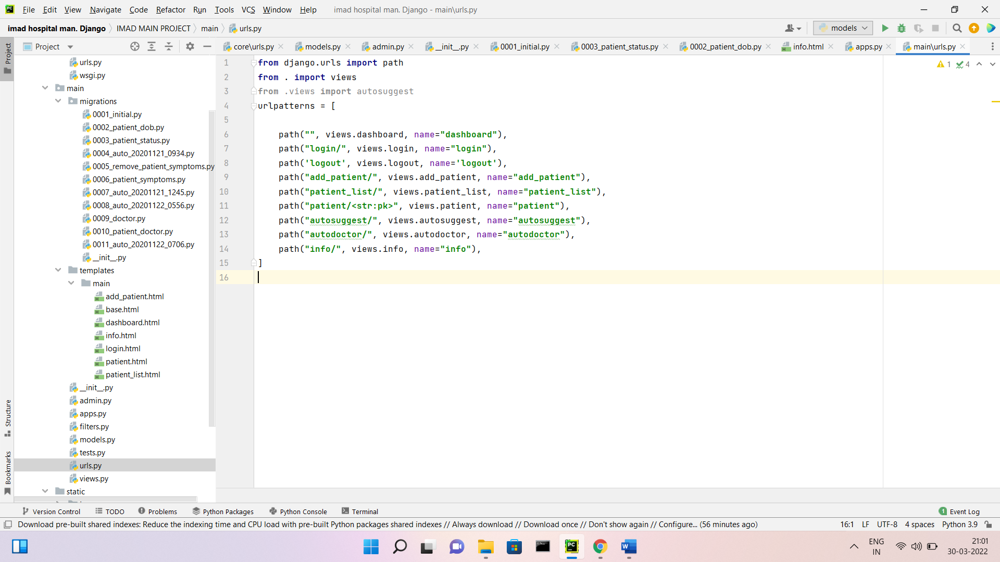 File Edit View Navigate Code Refactor Run Tools VCS Window Help imad hospital man. Django - main\urls.py
imad hospital man. Django IMAD MAIN PROJECT main urls.py models
Project core\urls.py models.py admin.py __init__.py 0001_initial.py 0003_patient_status.py 0002_patient_dob.py info.html apps.py main\urls.py
Project
Structure
Bookmarks
urls.py
wsgi.py
main
migrations
0001_initial.py
0002_patient_dob.py
0003_patient_status.py
0004_auto_20201121_0934.py
0005_remove_patient_symptoms.py
0006_patient_symptoms.py
0007_auto_20201121_1245.py
0008_auto_20201122_0556.py
0009_doctor.py
0010_patient_doctor.py
0011_auto_20201122_0706.py
__init__.py
templates
main
add_patient.html
base.html
dashboard.html
info.html
login.html
patient.html
patient_list.html
__init__.py
admin.py
apps.py
filters.py
models.py
tests.py
urls.py
views.py
static
1 from django.urls import path
2 from . import views
3 from .views import autosuggest
4 urlpatterns = [
5
6 path("", views.dashboard, name="dashboard"),
7 path("login/", views.login, name="login"),
8 path('logout', views.logout, name='logout'),
9 path("add_patient/", views.add_patient, name="add_patient"),
10 path("patient_list/", views.patient_list, name="patient_list"),
11 path("patient/<str:pk>", views.patient, name="patient"),
12 path("autosuggest/", views.autosuggest, name="autosuggest"),
13 path("autodoctor/", views.autodoctor, name="autodoctor"),
14 path("info/", views.info, name="info"),
15 ]
16
1 4
Version Control TODO Problems Python Packages Python Console Terminal 1 Event Log
Download pre-built shared indexes: Reduce the indexing time and CPU load with pre-built Python packages shared indexes // Always download // Download once // Don't show again // Configure... (56 minutes ago) 16:1 LF UTF-8 4 spaces Python 3.9
ENG
IN
21:01
30-03-2022